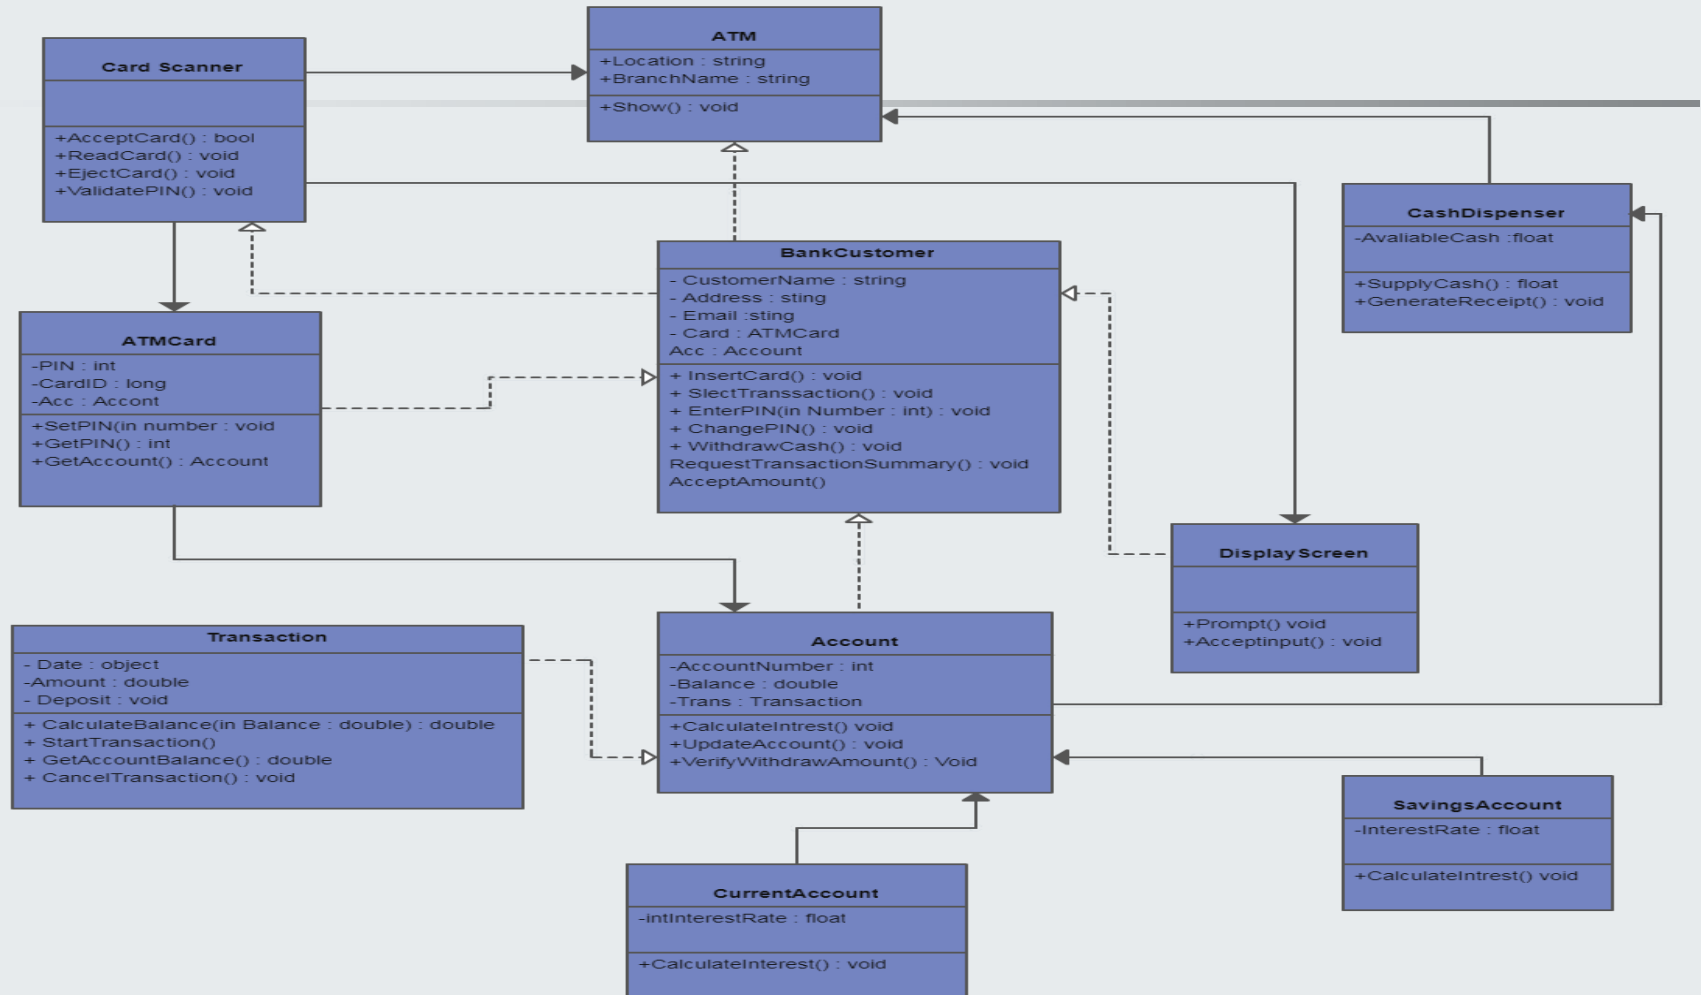 ATM
+Location : string
+BranchName : string
+Show() : void
Card Scanner
+AcceptCard() : bool
+ReadCard() : void
+EjectCard() : void
+ValidatePIN() : void
CashDispenser
-AvaliableCash :float
+SupplyCash() : float
+GenerateReceipt() : void
BankCustomer
- CustomerName : string
- Address : sting
- Email :sting
- Card : ATMCard
Acc : Account
+ InsertCard() : void
+ SlectTranssaction() : void
+ EnterPIN(in Number : int) : void
+ ChangePIN() : void
+ WithdrawCash() : void
RequestTransactionSummary() : void
AcceptAmount()
ATMCard
-PIN : int
-CardID : long
-Acc : Accont
+SetPIN(in number : void
+GetPIN() : int
+GetAccount() : Account
DisplayScreen
+Prompt() void
+AcceptInput() : void
Transaction
- Date : object
-Amount : double
- Deposit : void
+ CalculateBalance(in Balance : double) : double
+ StartTransaction()
+ GetAccountBalance() : double
+ CancelTransaction() : void
Account
-AccountNumber : int
-Balance : double
-Trans : Transaction
+CalculateIntrest() void
+UpdateAccount() : void
+VerifyWithdrawAmount() : Void
SavingsAccount
-InterestRate : float
+CalculateIntrest() void
CurrentAccount
-intInterestRate : float
+CalculateInterest() : void